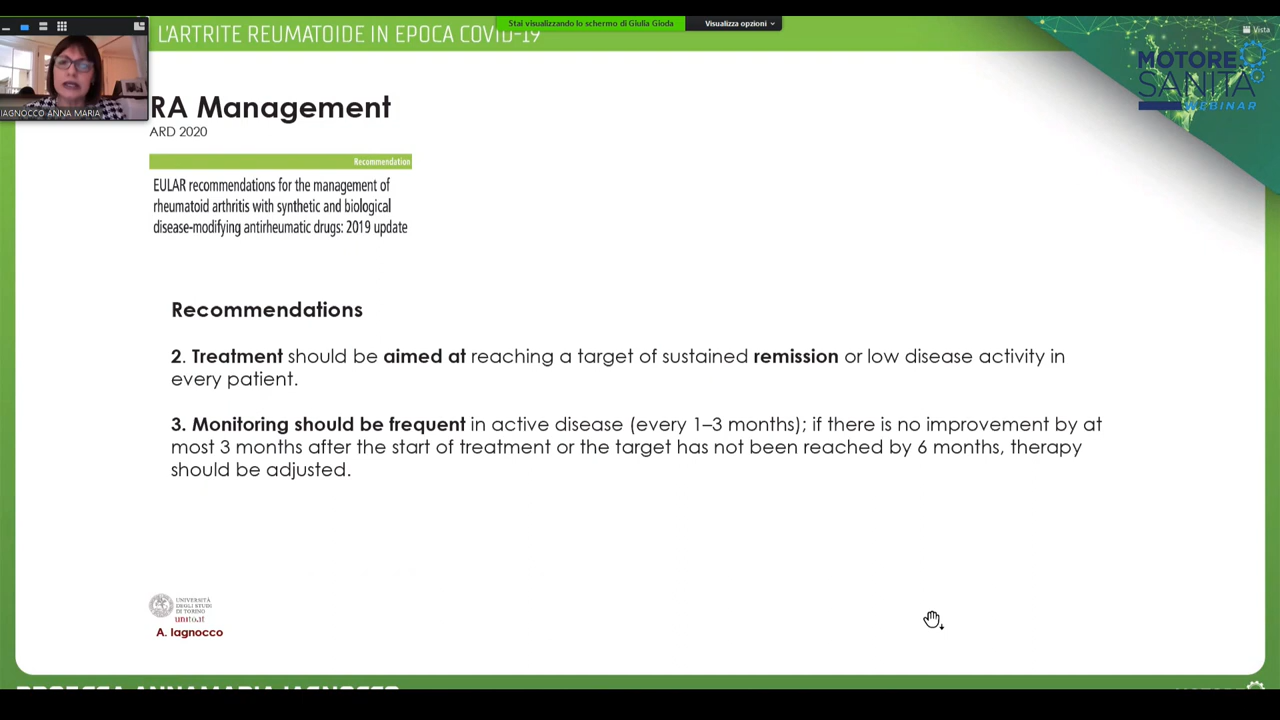 Stai visualizzando lo schermo di Giulia Gioda
Visualizza opzioni
Vista
L'ARTRITE REUMATOIDE IN EPOCA COVID-19
MOTORE
SANITÀ
WEBINAR
IAGNOCCO ANNA MARIA
RA Management
ARD 2020
Recommendation
EULAR recommendations for the management of
rheumatoid arthritis with synthetic and biological
disease-modifying antirheumatic drugs: 2019 update
Recommendations
2. Treatment should be aimed at reaching a target of sustained remission or low disease activity in
every patient.
3. Monitoring should be frequent in active disease (every 1–3 months); if there is no improvement by at
most 3 months after the start of treatment or the target has not been reached by 6 months, therapy
should be adjusted.
UNIVERSITÀ
DEGLI STUDI
DI TORINO
unito.it
A. Iagnocco